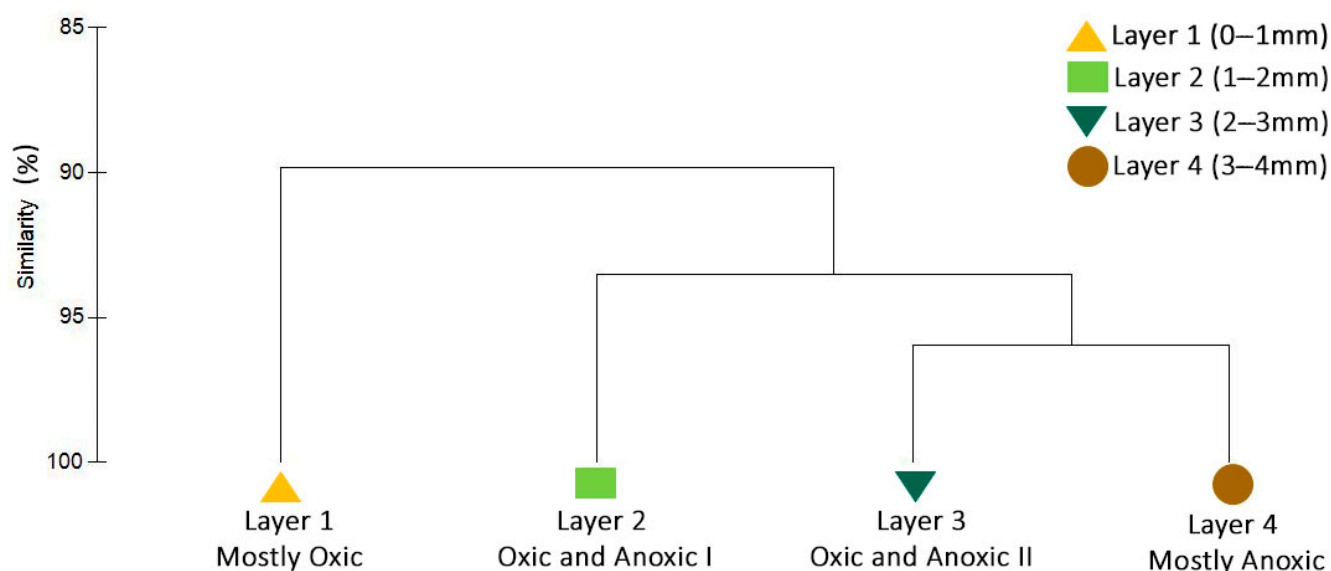 85
90
95
100
Similarity (%)
Layer 1 (0–1mm)
Layer 2 (1–2mm)
Layer 3 (2–3mm)
Layer 4 (3–4mm)
Layer 1
Mostly Oxic
Layer 2
Oxic and Anoxic I
Layer 3
Oxic and Anoxic II
Layer 4
Mostly Anoxic